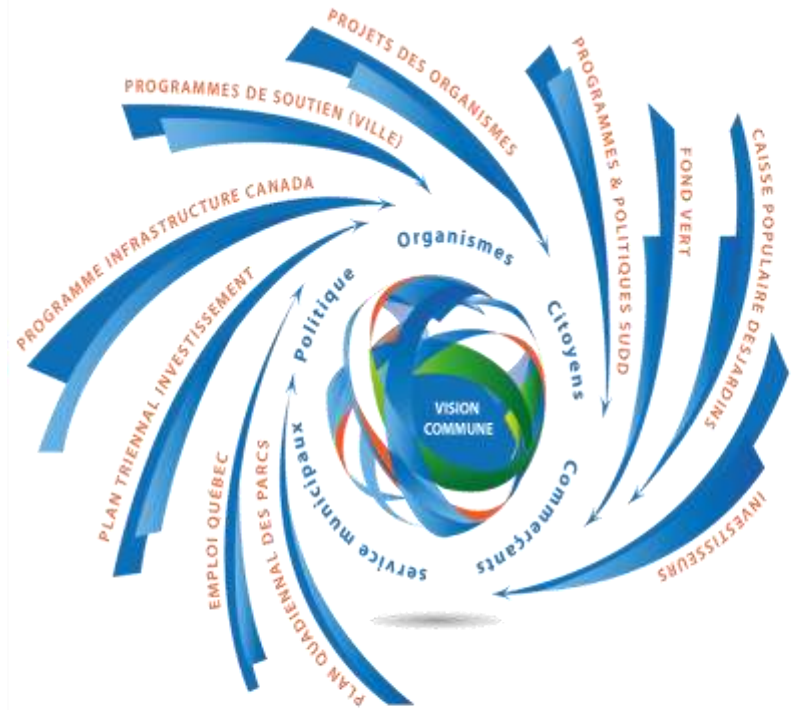 PROJETS DES ORGANISMES
PROGRAMMES DE SOUTIEN (VILLE)
PROGRAMME INFRASTRUCTURE CANADA
PLAN TRIENNAL INVESTISSEMENT
EMPLOI QUÉBEC
PLAN QUADIENNAL DES PARCS
PROGRAMMES & POLITIQUES SUDD
FOND VERT
CAISSE POPULAIRE DESJARDINS
INVESTISSEURS
Organismes
Citoyens
Commerçants
service municipaux
Politique
VISION
COMMUNE